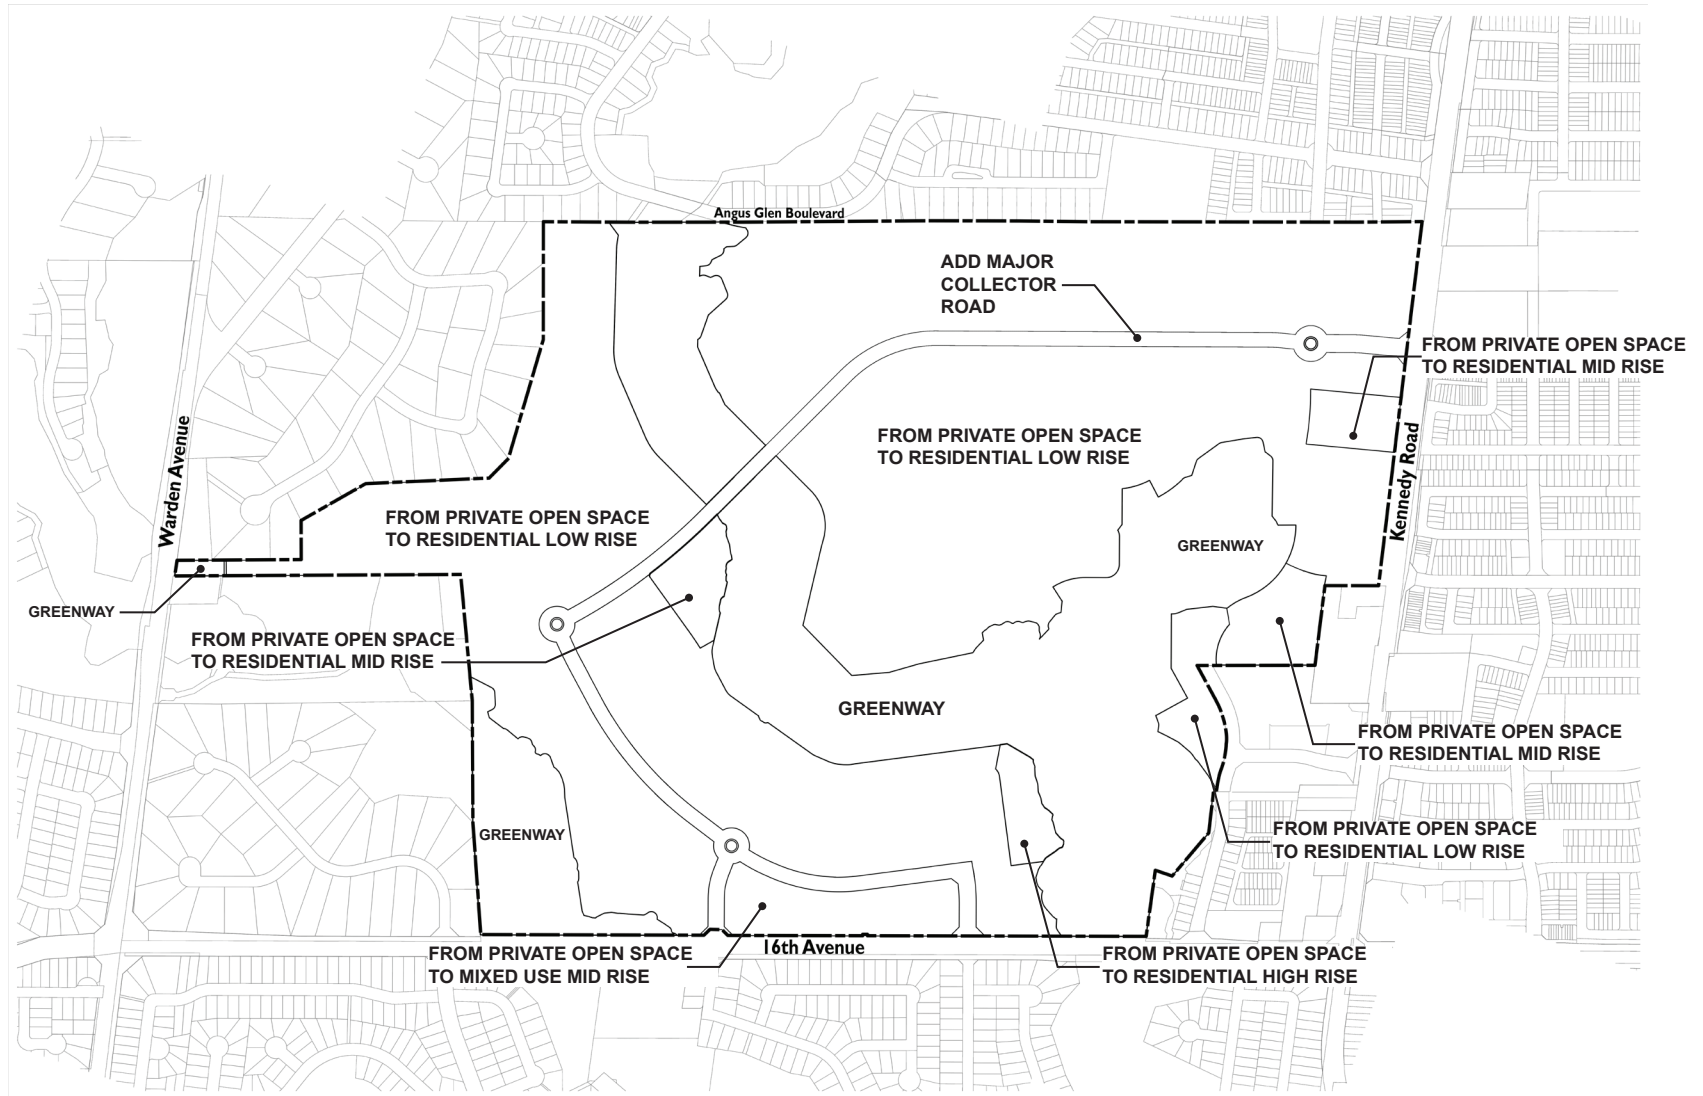 Angus Glen Boulevard
ADD MAJOR
COLLECTOR
ROAD
FROM PRIVATE OPEN SPACE
TO RESIDENTIAL MID RISE
FROM PRIVATE OPEN SPACE
TO RESIDENTIAL LOW RISE
Warden Avenue
Kennedy Road
FROM PRIVATE OPEN SPACE
TO RESIDENTIAL LOW RISE
GREENWAY
GREENWAY
FROM PRIVATE OPEN SPACE
TO RESIDENTIAL MID RISE
GREENWAY
FROM PRIVATE OPEN SPACE
TO RESIDENTIAL MID RISE
GREENWAY
FROM PRIVATE OPEN SPACE
TO RESIDENTIAL LOW RISE
16th Avenue
FROM PRIVATE OPEN SPACE
TO MIXED USE MID RISE
FROM PRIVATE OPEN SPACE
TO RESIDENTIAL HIGH RISE